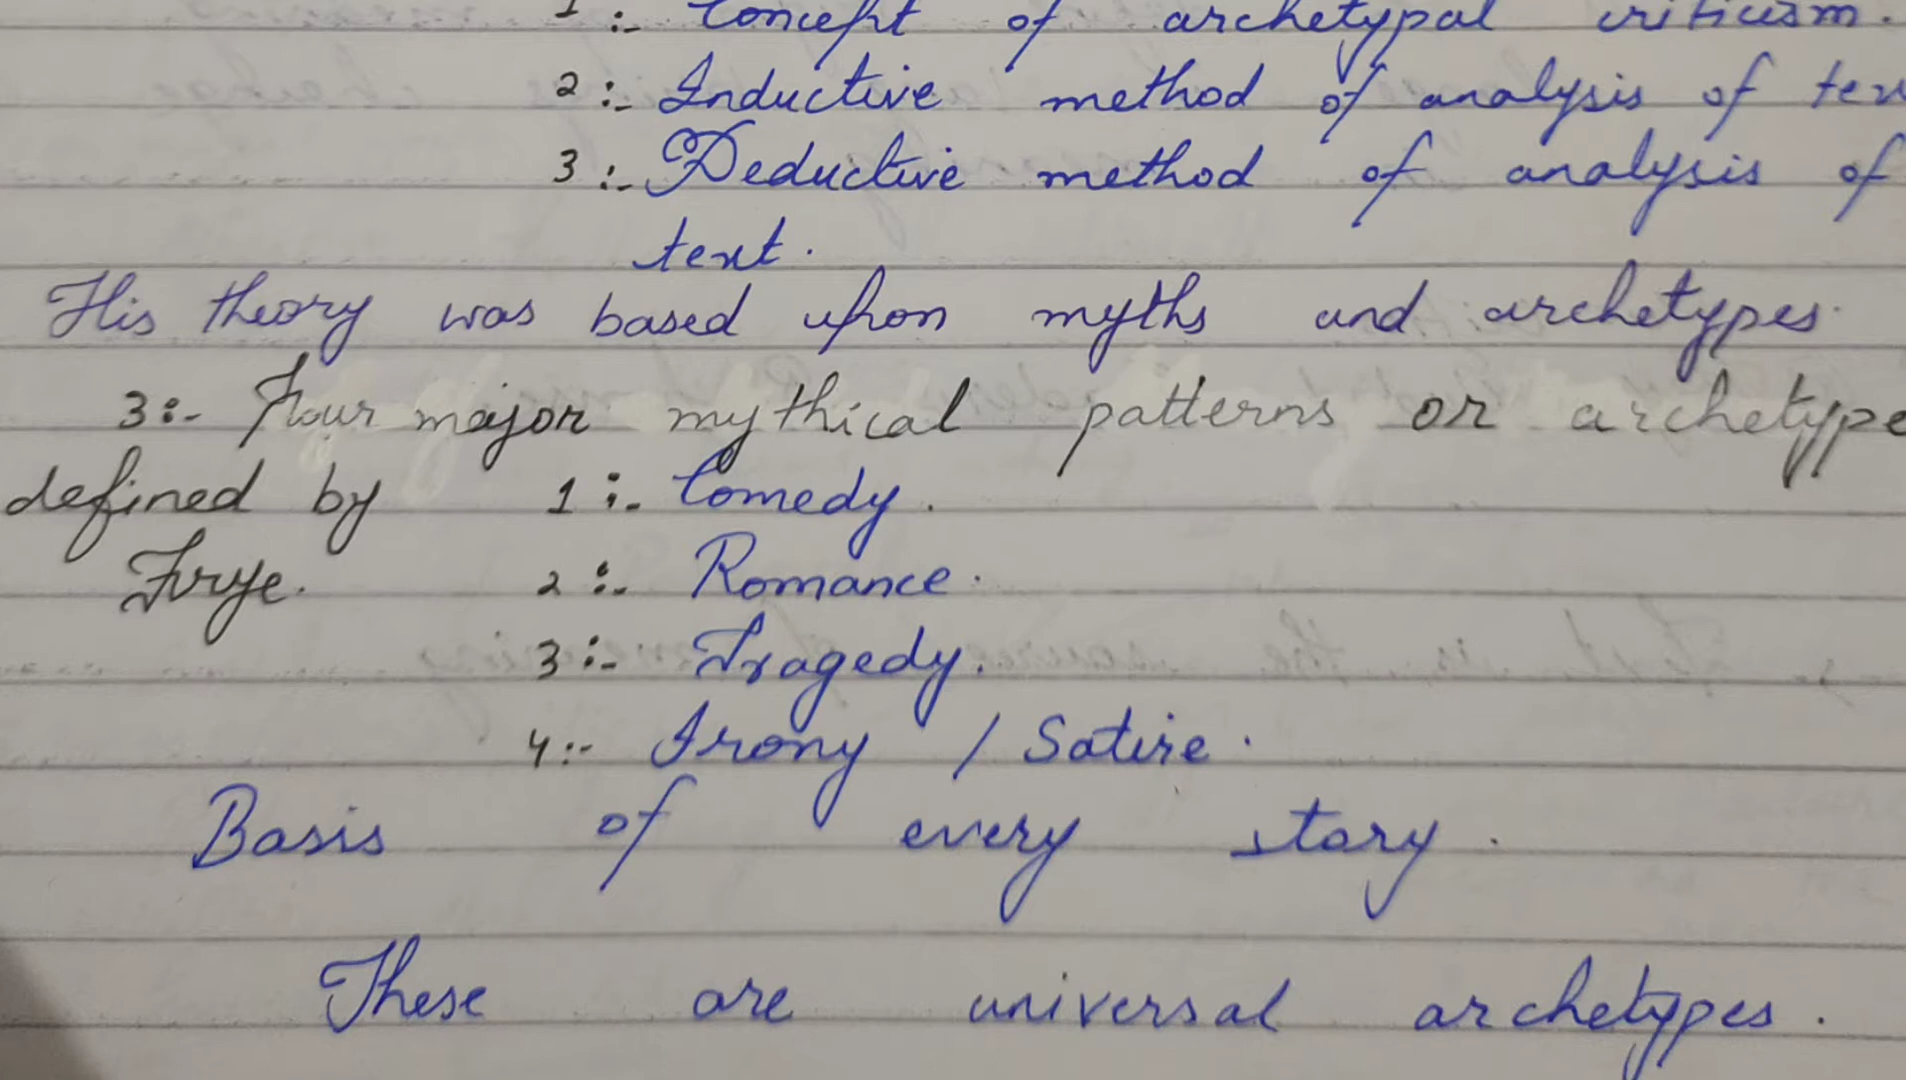 1 :- Concept of archetypal criticism.
2 :- Inductive method of analysis of tex
3 :- Deductive method of analysis of
text.
His theory was based upon myths and archetypes.
3:- Four major mythical patterns or archetype
defined by 1 :- Comedy.
Frye. 2 :- Romance.
3 :- Tragedy.
4 :- Irony / Satire.
Basis of every story.
These are universal archetypes.